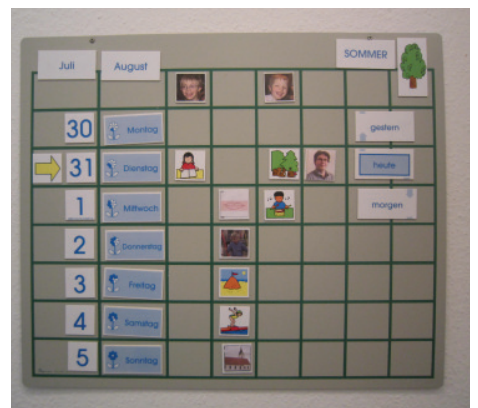 Juli August SOMMER
30 Montag gestern
31 Dienstag heute
1 Mittwoch morgen
2 Donnerstag
3 Freitag
4 Samstag
5 Sonntag